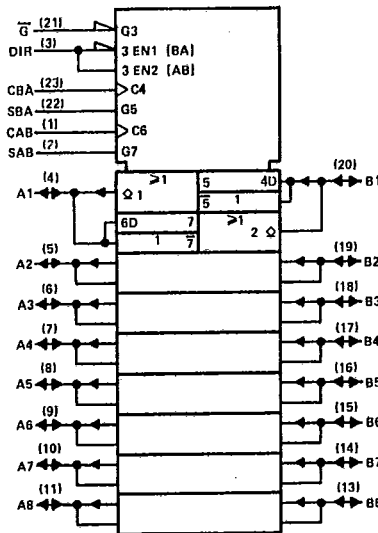 G̅ (21) G3
DIR (3) 3 EN1 (BA)
3 EN2 (AB)
CBA (23) C4
SBA (22) G5
CAB (1) C6
SAB (2) G7
A1 (4) ≥1 5 4D (20) B1
Ω 1 5̅ 1
6D 7 ≥1
1 7̅ 2 Ω
A2 (5) (19) B2
A3 (6) (18) B3
A4 (7) (17) B4
A5 (8) (16) B5
A6 (9) (15) B6
A7 (10) (14) B7
A8 (11) (13) B8